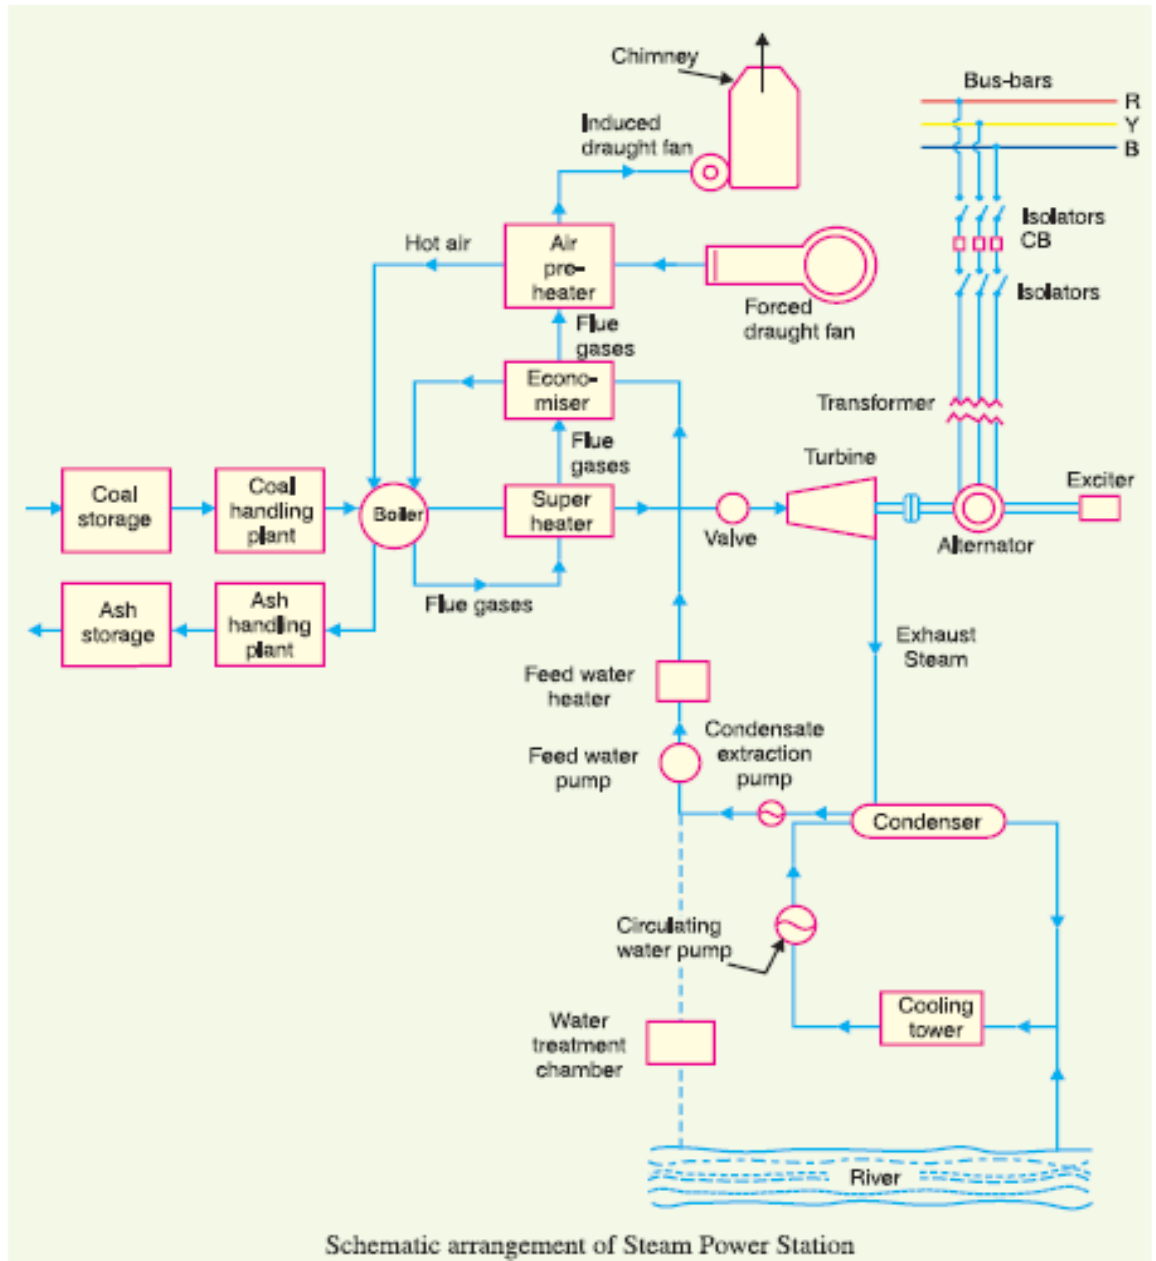 Chimney
Bus-bars
R
Y
B
Induced
draught fan
Isolators
CB
Isolators
Hot air
Air
pre-
heater
Forced
draught fan
Flue
gases
Econo-
miser
Transformer
Flue
gases
Turbine
Coal
storage
Coal
handling
plant
Boiler
Super
heater
Valve
Exciter
Alternator
Flue gases
Ash
storage
Ash
handling
plant
Exhaust
Steam
Feed water
heater
Feed water
pump
Condensate
extraction
pump
Condenser
Circulating
water pump
Cooling
tower
Water
treatment
chamber
River
Schematic arrangement of Steam Power Station